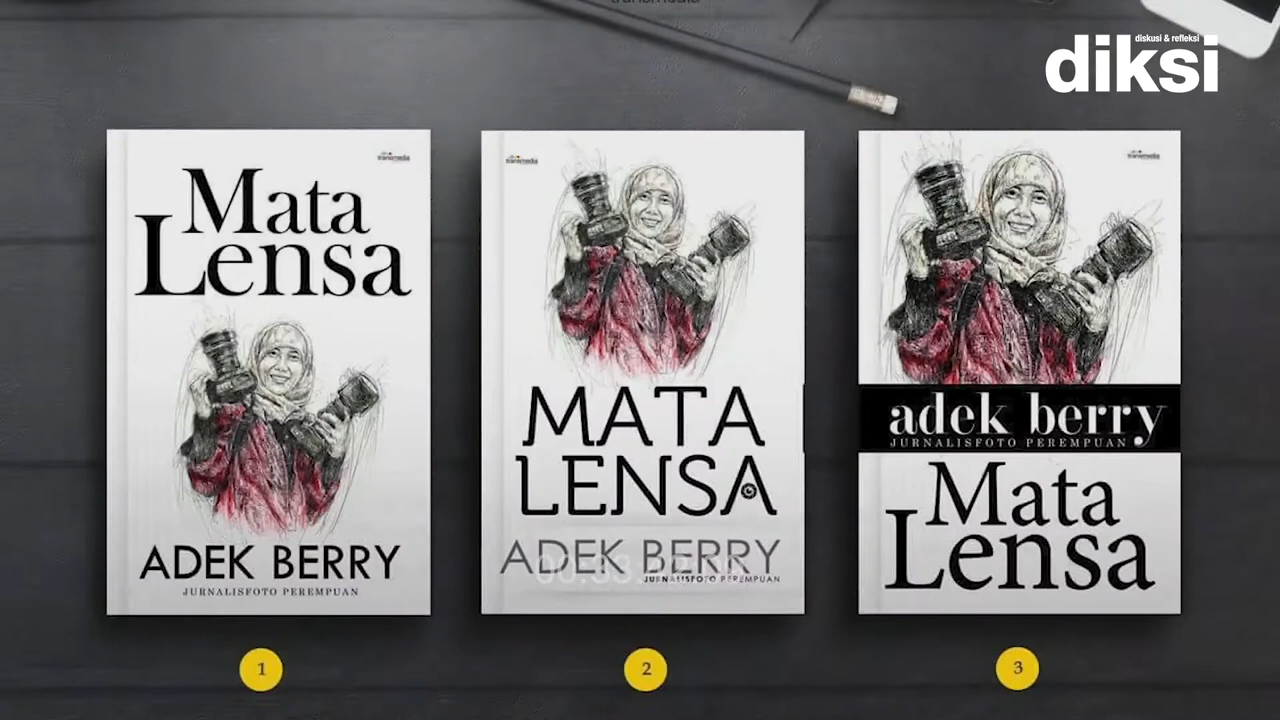 transmedia
diskusi & refleksi
diksi
transmedia
Mata
Lensa
ADEK BERRY
JURNALISFOTO PEREMPUAN
1
transmedia
MATA
LENSA
ADEK BERRY
JURNALISFOTO PEREMPUAN
2
transmedia
adek berry
JURNALISFOTO PEREMPUAN
Mata
Lensa
3